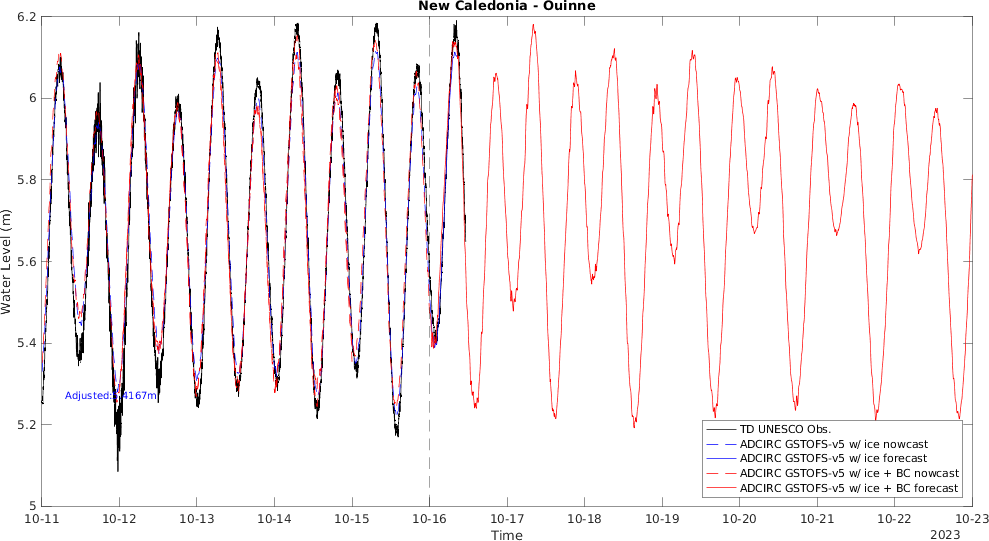 New Caledonia - Ouinne
6.2
6
5.8
5.6
5.4
5.2
5
Water Level (m)
Adjusted: 4167m
10-11
10-12
10-13
10-14
10-15
10-16
10-17
10-18
10-19
10-20
10-21
10-22
10-23
Time
2023
TD UNESCO Obs.
ADCIRC GSTOFS-v5 w/ ice nowcast
ADCIRC GSTOFS-v5 w/ ice forecast
ADCIRC GSTOFS-v5 w/ ice + BC nowcast
ADCIRC GSTOFS-v5 w/ ice + BC forecast